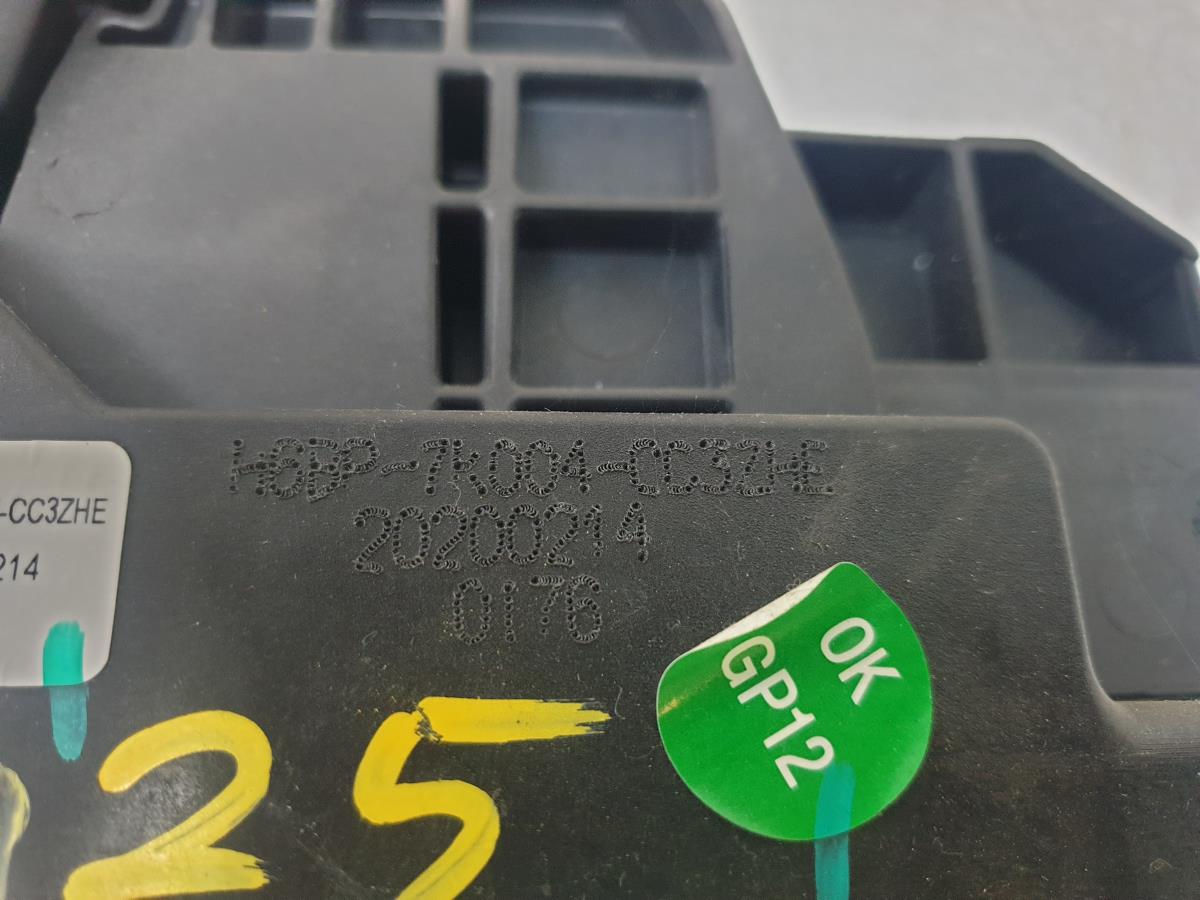 H6BP-7K004-CC3ZHE
20200214
0176
-CC3ZHE
214
OK
GP12
25